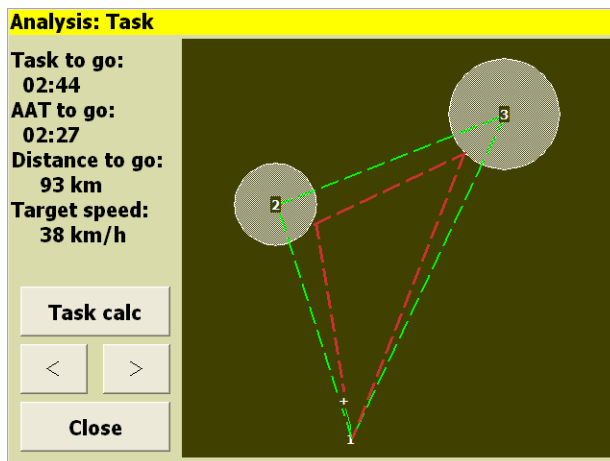 Analysis: Task
Task to go:
02:44
AAT to go:
02:27
Distance to go:
93 km
Target speed:
38 km/h
Task calc
< >
Close
3
2
+
1